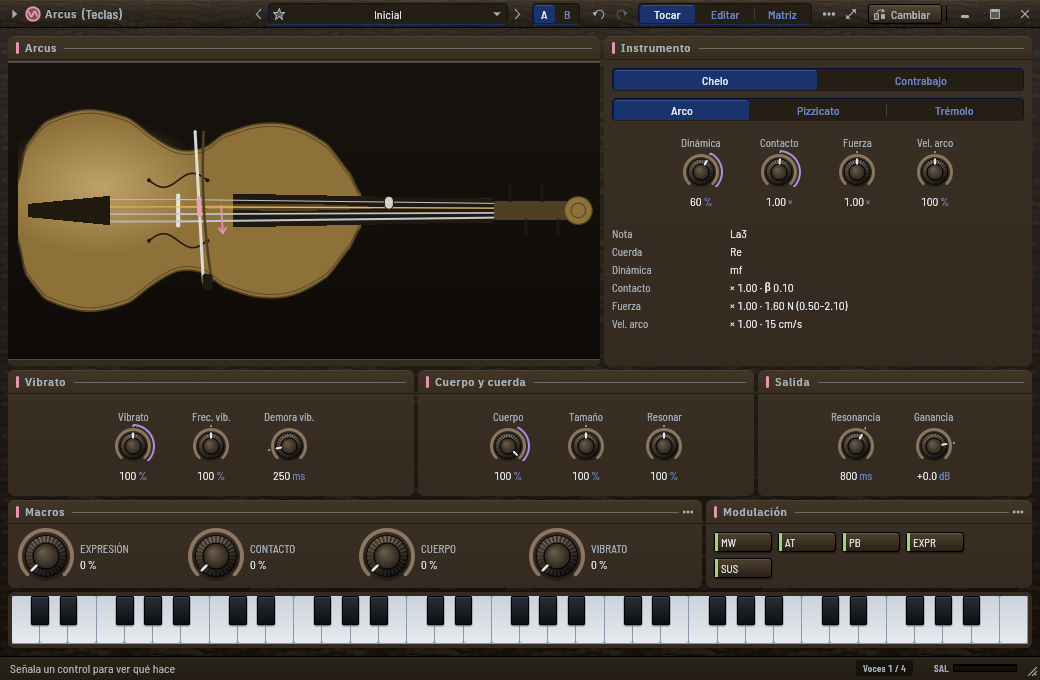 Arcus (Teclas)
Inicial
A B
Tocar Editar Matriz
Cambiar
Arcus
Instrumento
Chelo Contrabajo
Arco Pizzicato Trémolo
Dinámica Contacto Fuerza Vel. arco
60 % 1.00 × 1.00 × 100 %
Nota La3
Cuerda Re
Dinámica mf
Contacto × 1.00 · β 0.10
Fuerza × 1.00 · 1.60 N (0.50–2.10)
Vel. arco × 1.00 · 15 cm/s
Vibrato
Vibrato Frec. vib. Demora vib.
100 % 100 % 250 ms
Cuerpo y cuerda
Cuerpo Tamaño Resonar
100 % 100 % 100 %
Salida
Resonancia Ganancia
800 ms +0.0 dB
Macros
EXPRESIÓN
0 %
CONTACTO
0 %
CUERPO
0 %
VIBRATO
0 %
Modulación
MW AT PB EXPR
SUS
Señala un control para ver qué hace
Voces 1 / 4
SAL